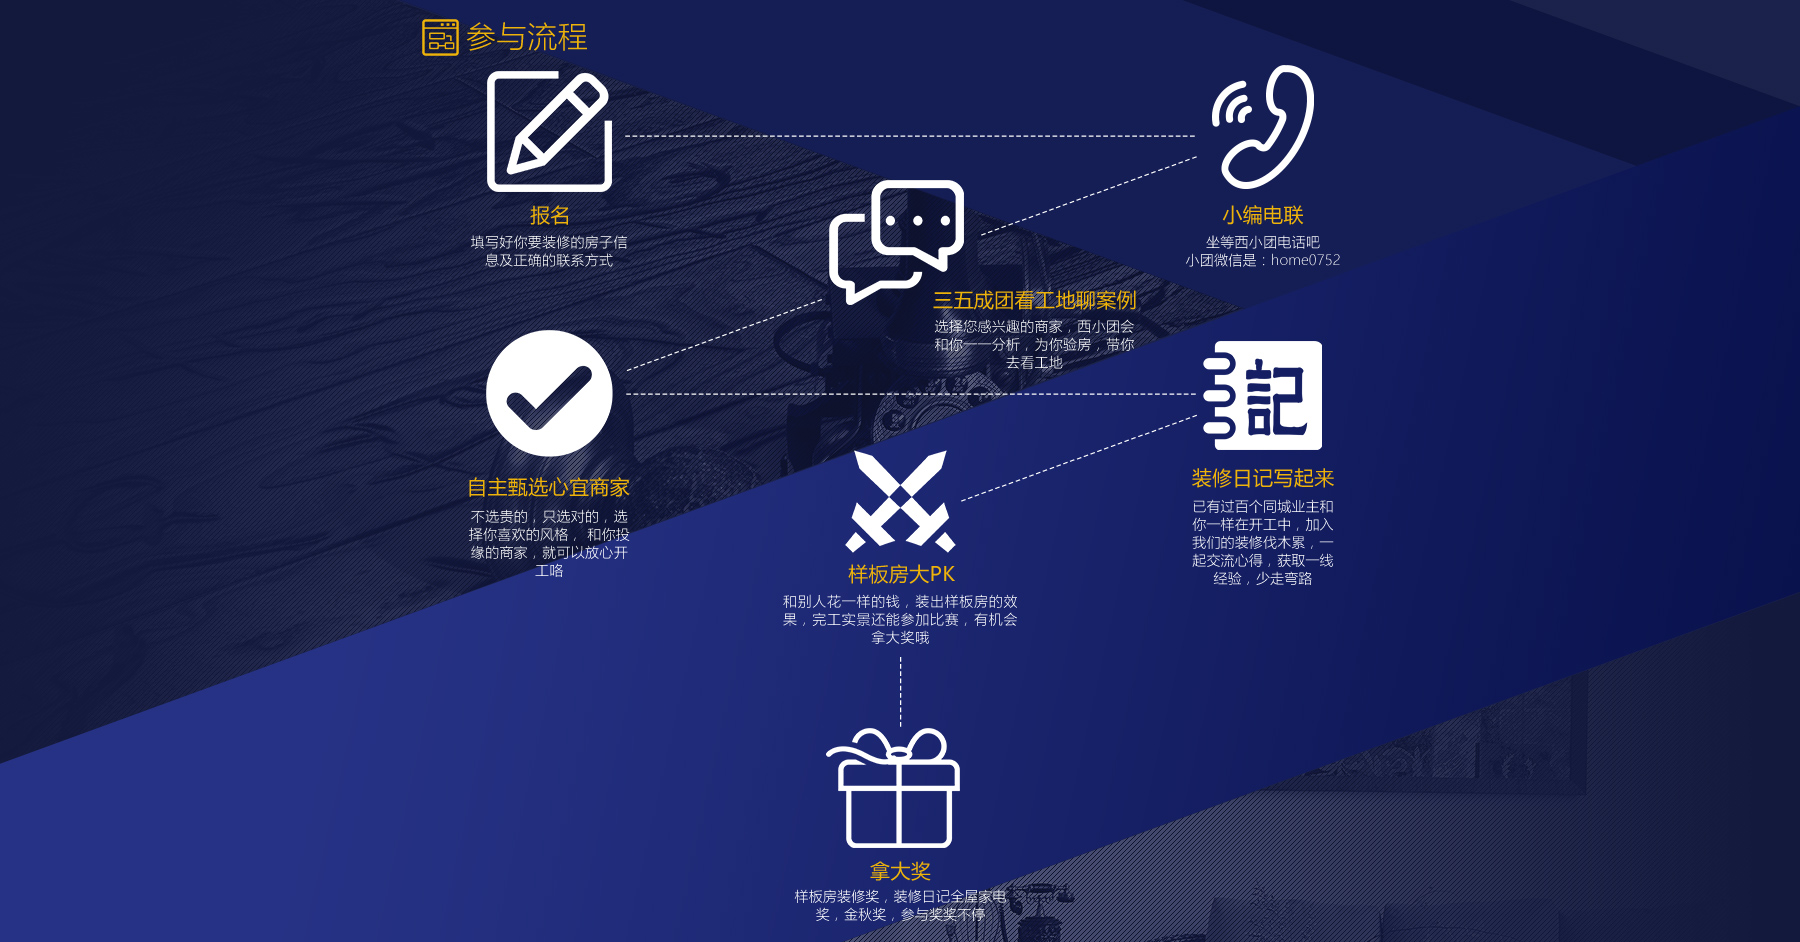 参与流程
报名
填写好你要装修的房子信
息及正确的联系方式
小编电联
坐等西小团电话吧
小团微信是：home0752
三五成团看工地聊案例
选择您感兴趣的商家，西小团会
和你一一分析，为你验房，带你
去看工地
自主甄选心宜商家
不选贵的，只选对的，选
择你喜欢的风格， 和你投
缘的商家，就可以放心开
工咯
記
装修日记写起来
已有过百个同城业主和
你一样在开工中，加入
我们的装修伐木累，一
起交流心得，获取一线
经验，少走弯路
样板房大PK
和别人花一样的钱，装出样板房的效
果，完工实景还能参加比赛，有机会
拿大奖哦
拿大奖
样板房装修奖，装修日记全屋家电
奖，金秋奖，参与奖奖不停